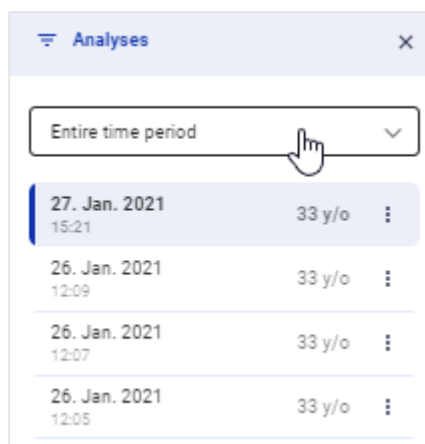 Analyses
Entire time period
27. Jan. 2021
33 y/o
15:21
26. Jan. 2021
33 y/o
12:09
26. Jan. 2021
33 y/o
12:07
26. Jan. 2021
33 y/o
12:05